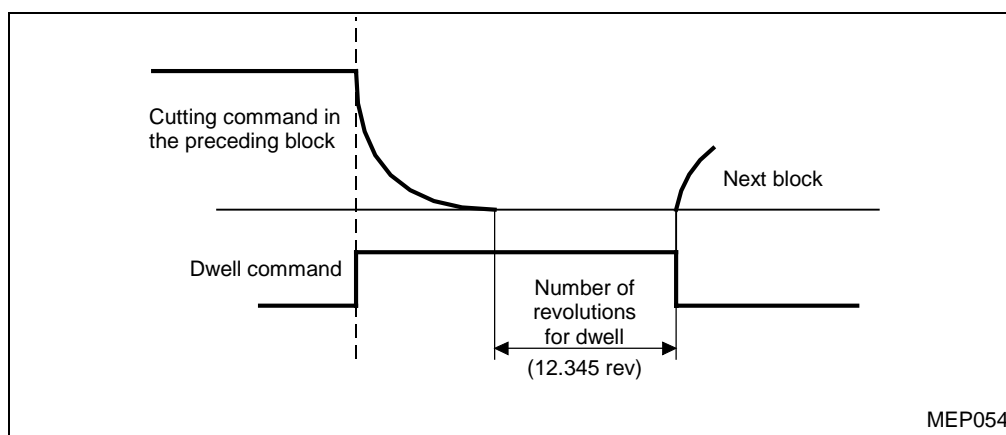 Cutting command in
the preceding block
Next block
Dwell command
Number of
revolutions
for dwell
(12.345 rev)
MEP054